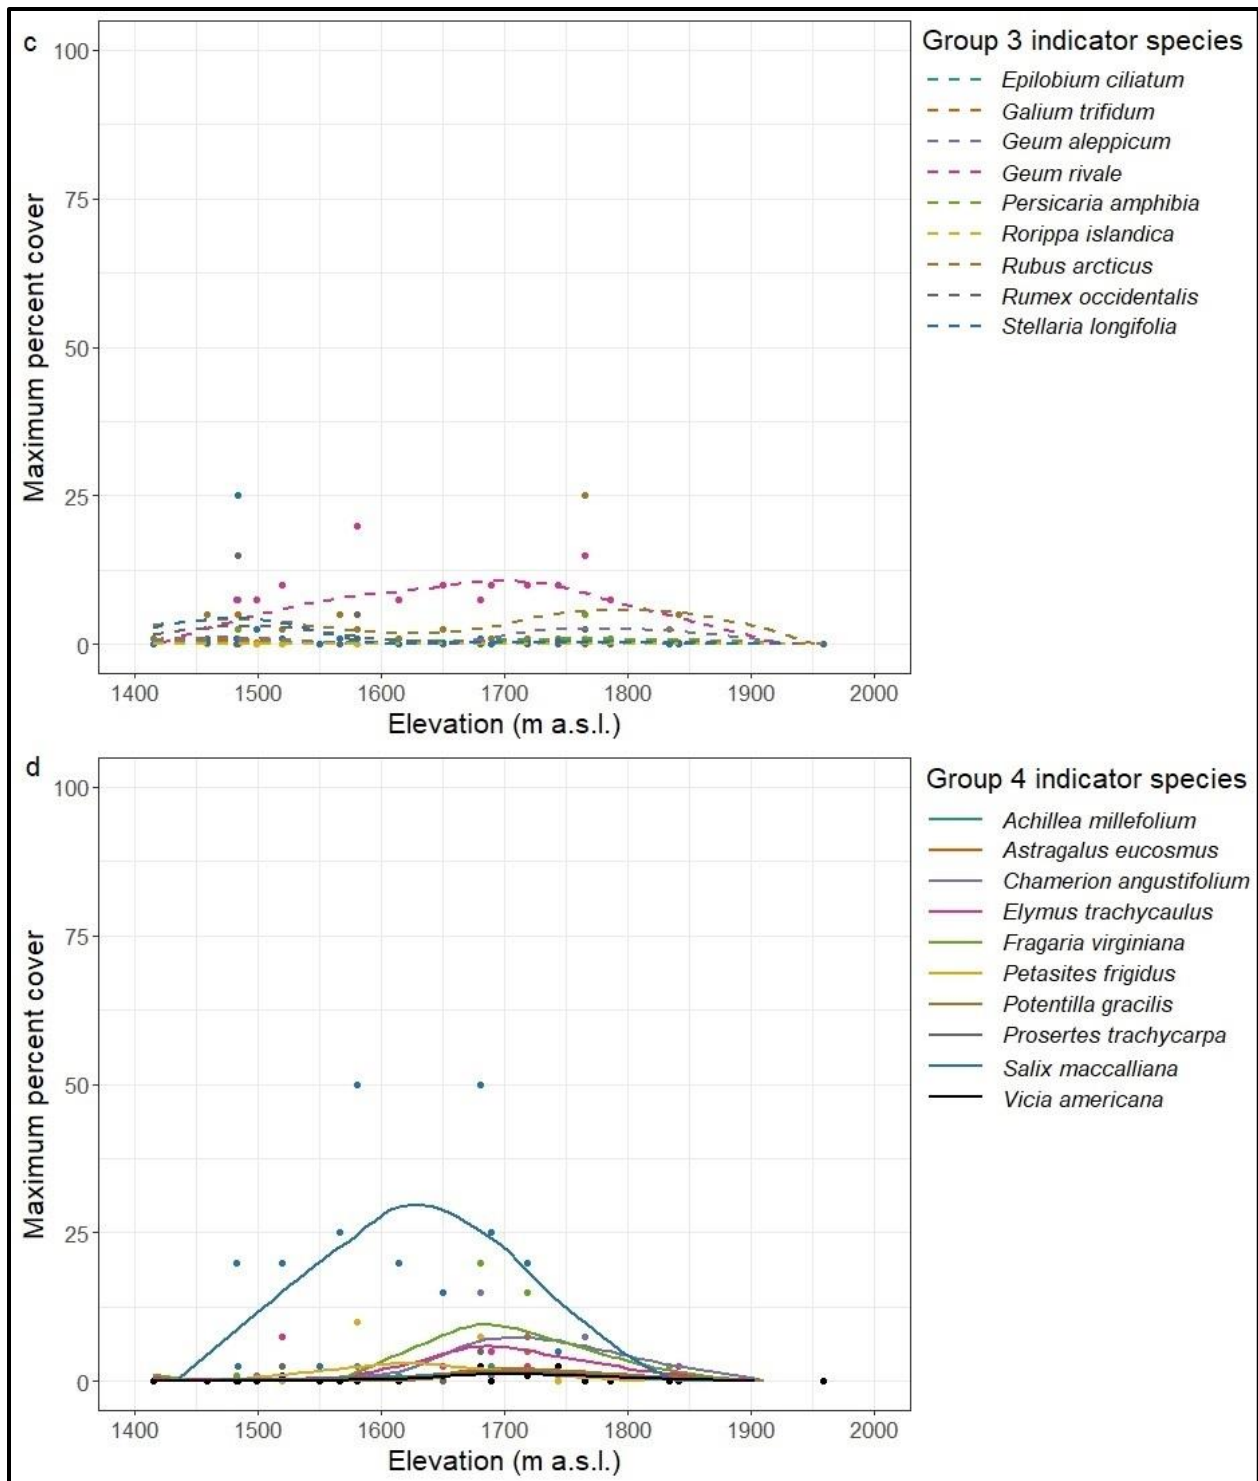 c
Group 3 indicator species
Epilobium ciliatum
Galium trifidum
Geum aleppicum
Geum rivale
Persicaria amphibia
Rorippa islandica
Rubus arcticus
Rumex occidentalis
Stellaria longifolia
Maximum percent cover
100
75
50
25
0
1400 1500 1600 1700 1800 1900 2000
Elevation (m a.s.l.)
d
Group 4 indicator species
Achillea millefolium
Astragalus eucosmus
Chamerion angustifolium
Elymus trachycaulus
Fragaria virginiana
Petasites frigidus
Potentilla gracilis
Prosertes trachycarpa
Salix maccalliana
Vicia americana
Maximum percent cover
100
75
50
25
0
1400 1500 1600 1700 1800 1900 2000
Elevation (m a.s.l.)